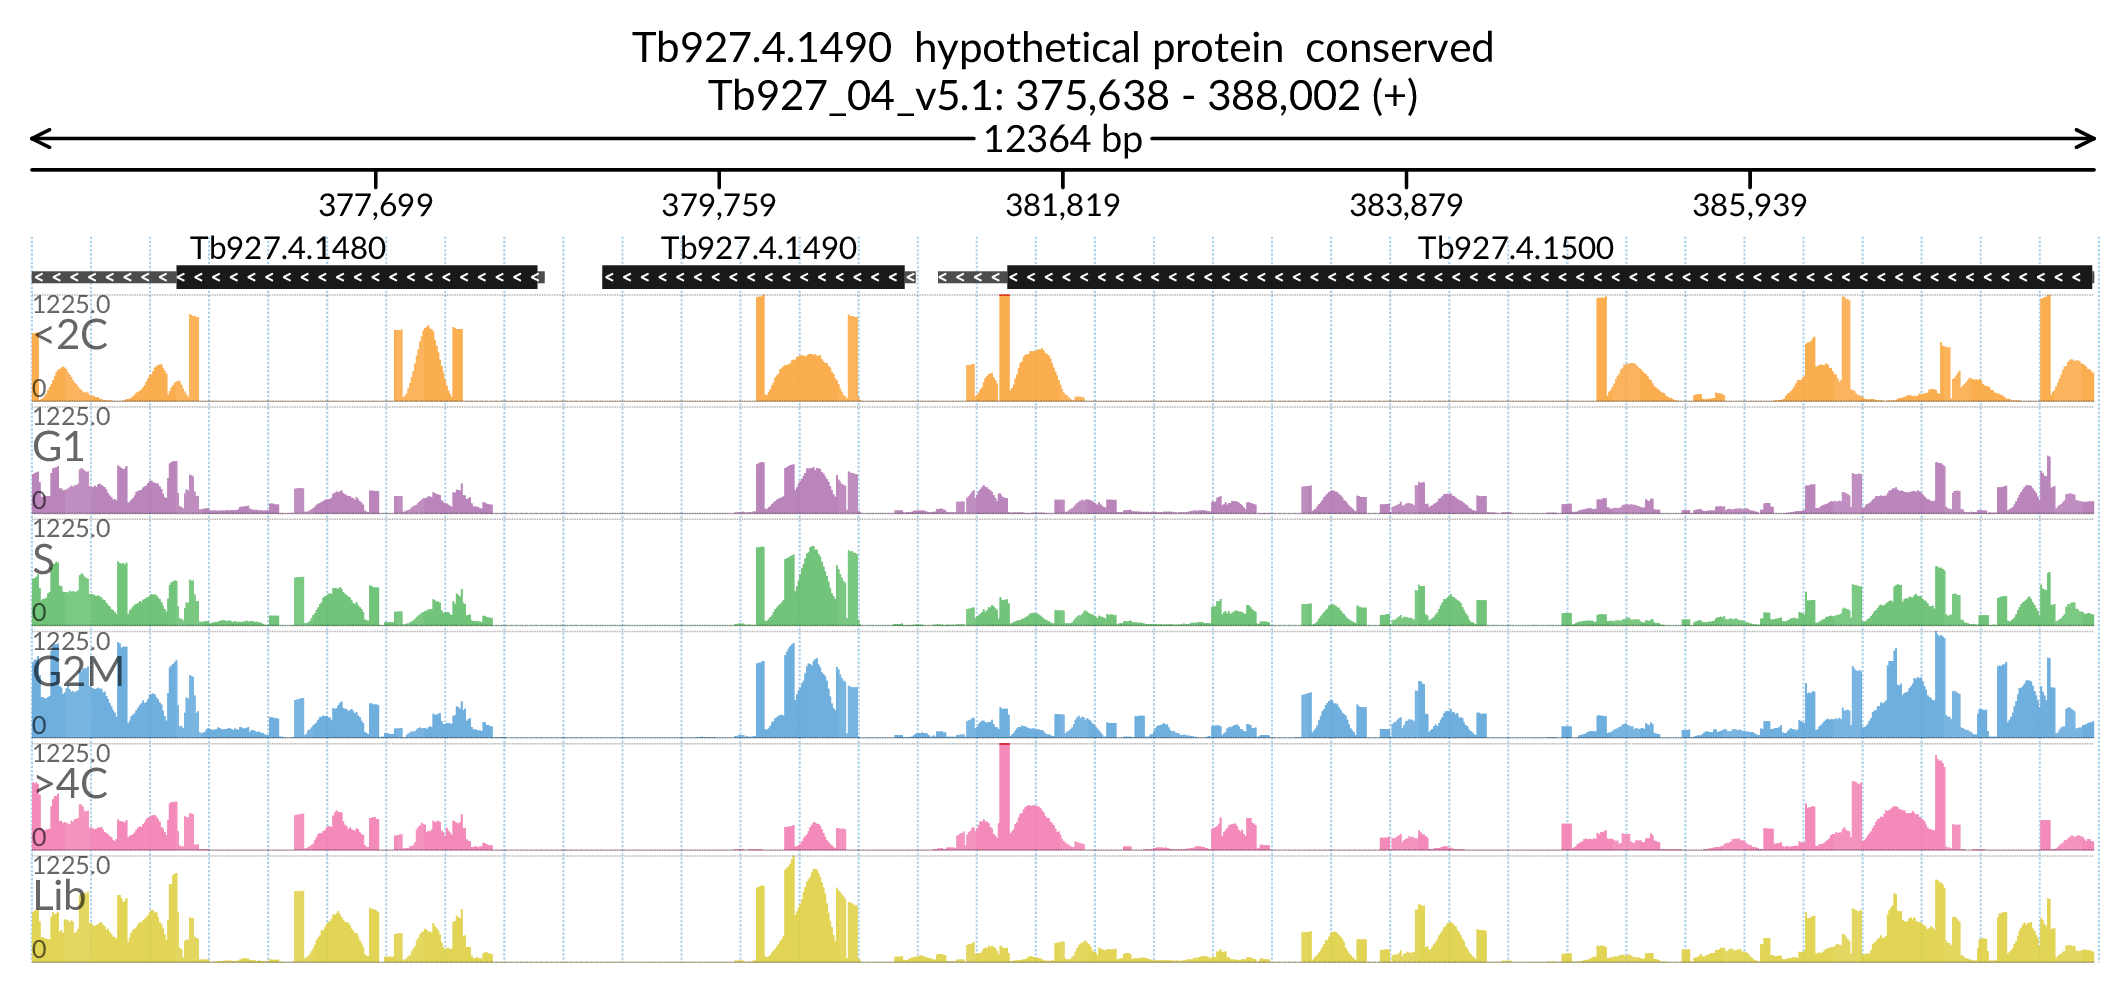 Tb927.4.1490 hypothetical protein conserved
Tb927_04_v5.1: 375,638 - 388,002 (+)
12364 bp
377,699 379,759 381,819 383,879 385,939
Tb927.4.1480 Tb927.4.1490 Tb927.4.1500
1225.0
<2C
0
1225.0
G1
0
1225.0
S
0
1225.0
G2M
0
1225.0
>4C
0
1225.0
Lib
0